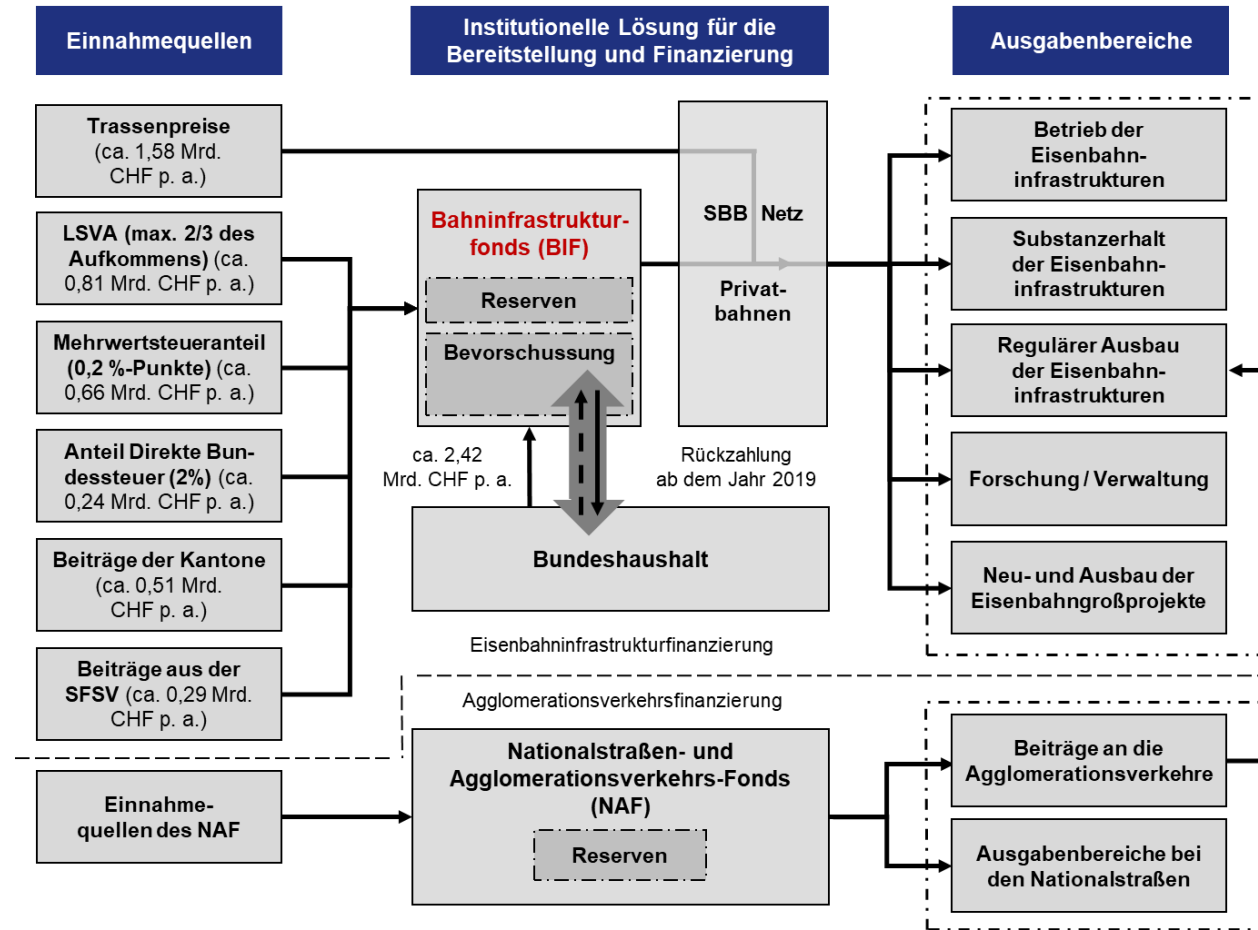 Einnahmequellen
Institutionelle Lösung für die
Bereitstellung und Finanzierung
Ausgabenbereiche
Trassenpreise
(ca. 1,58 Mrd.
CHF p. a.)
LSVA (max. 2/3 des
Aufkommens) (ca.
0,81 Mrd. CHF p. a.)
Mehrwertsteueranteil
(0,2 %-Punkte) (ca.
0,66 Mrd. CHF p. a.)
Anteil Direkte Bun-
dessteuer (2%) (ca.
0,24 Mrd. CHF p. a.)
Beiträge der Kantone
(ca. 0,51 Mrd.
CHF p. a.)
Beiträge aus der
SFSV (ca. 0,29 Mrd.
CHF p. a.)
Einnahme-
quellen des NAF
Bahninfrastruktur-
fonds (BIF)
Reserven
Bevorschussung
SBB Netz
Privat-
bahnen
ca. 2,42
Mrd. CHF p. a.
Rückzahlung
ab dem Jahr 2019
Bundeshaushalt
Eisenbahninfrastrukturfinanzierung
Agglomerationsverkehrsfinanzierung
Nationalstraßen- und
Agglomerationsverkehrs-Fonds
(NAF)
Reserven
Betrieb der
Eisenbahn-
infrastrukturen
Substanzerhalt
der Eisenbahn-
infrastrukturen
Regulärer Ausbau
der Eisenbahn-
infrastrukturen
Forschung / Verwaltung
Neu- und Ausbau der
Eisenbahngroßprojekte
Beiträge an die
Agglomerationsverkehre
Ausgabenbereiche bei
den Nationalstraßen